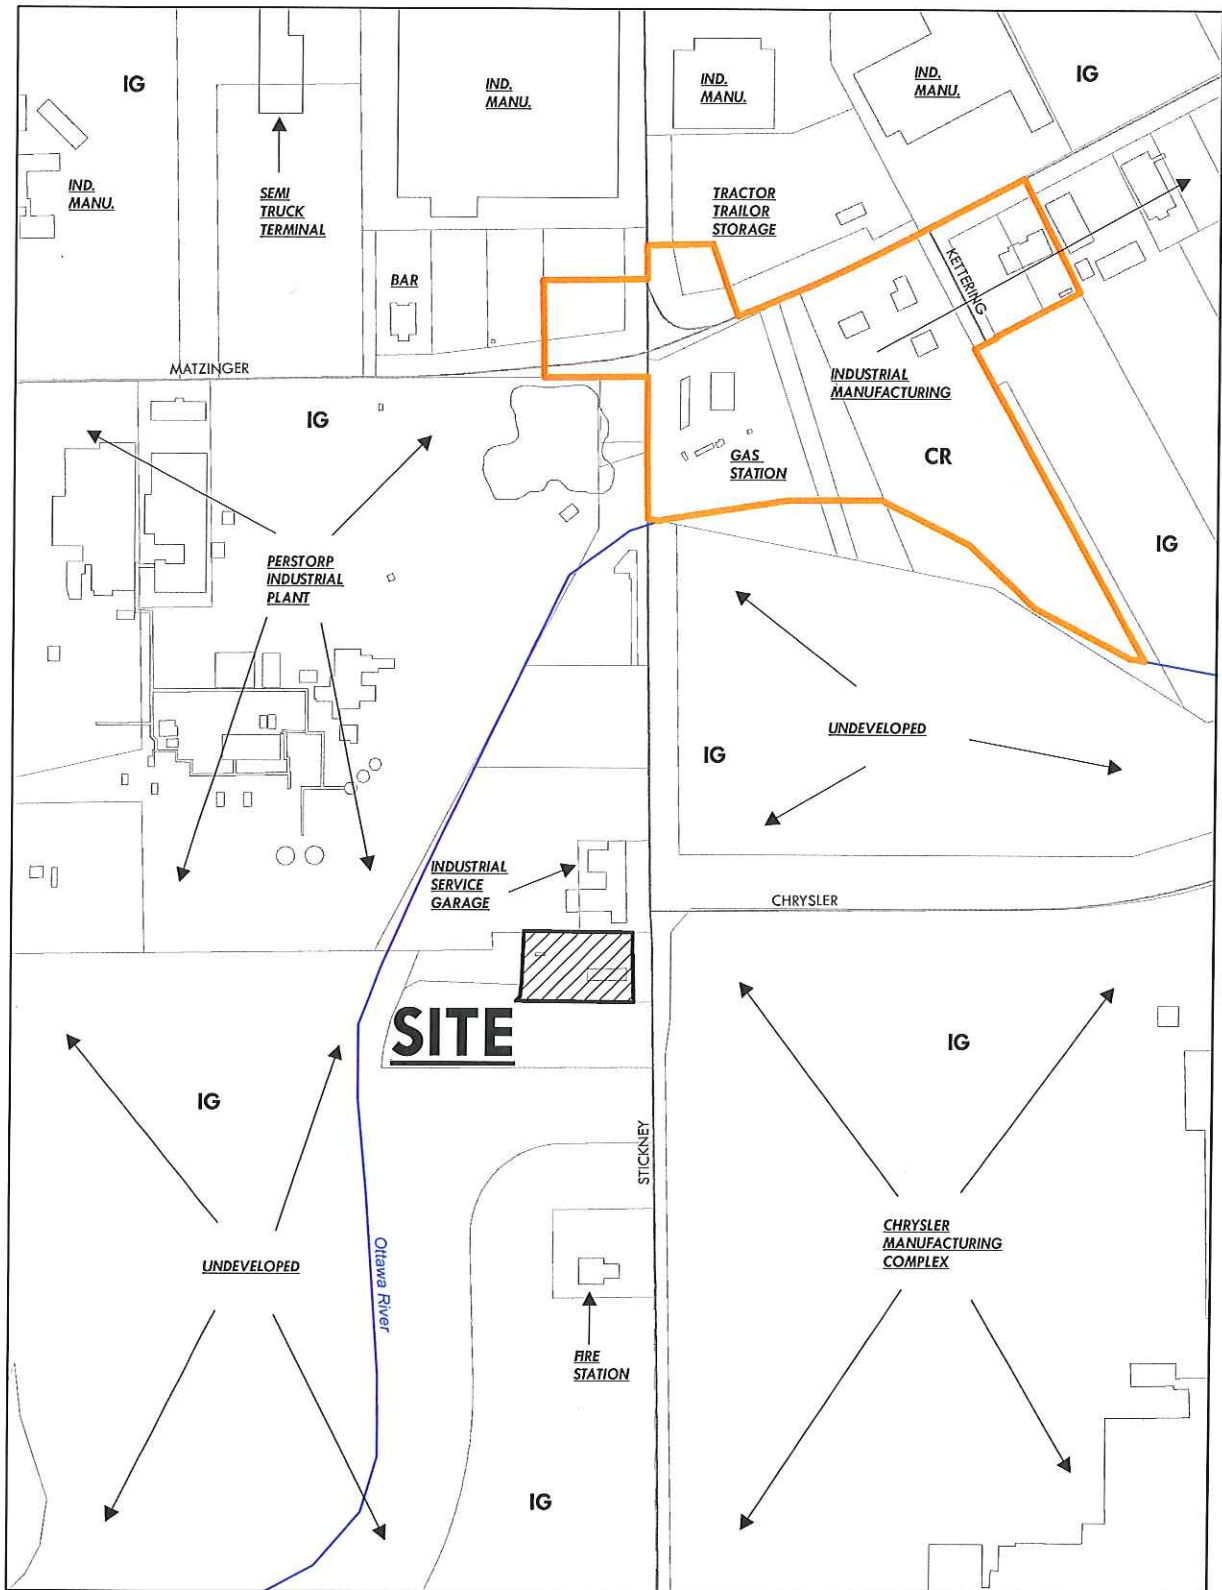 IG
IND.
MANU.
IND.
MANU.
IND.
MANU.
IG
IND.
MANU.
SEMI
TRUCK
TERMINAL
TRACTOR
TRAILOR
STORAGE
BAR
KETTERING
MATZINGER
INDUSTRIAL
MANUFACTURING
IG
GAS
STATION
CR
IG
PERSTORP
INDUSTRIAL
PLANT
UNDEVELOPED
IG
INDUSTRIAL
SERVICE
GARAGE
CHRYSLER
SITE
IG
IG
STICKNEY
UNDEVELOPED
Ottawa River
CHRYSLER
MANUFACTURING
COMPLEX
FIRE
STATION
IG